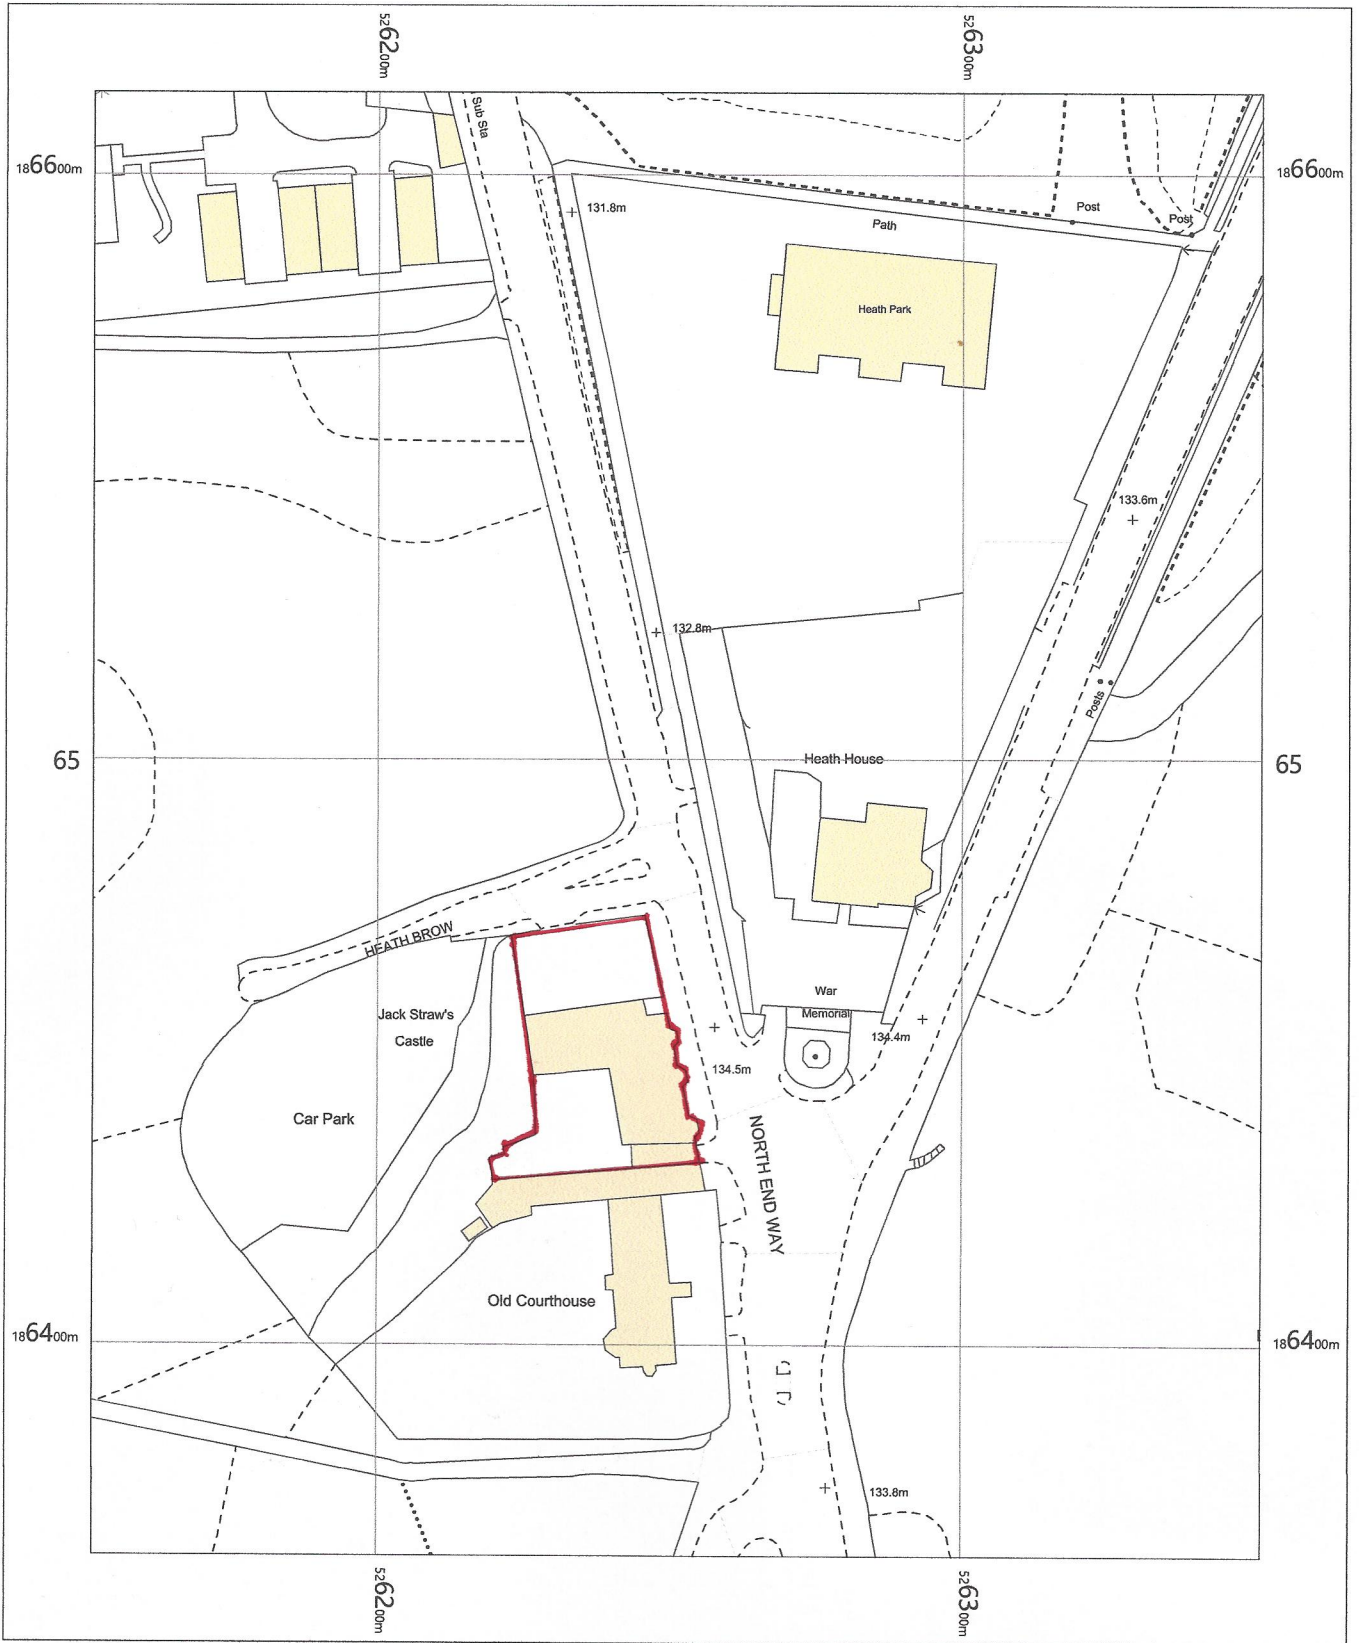 526200m
526300m
Sub Sta
186600m
186600m
131.8m
Post
Post
Path
Heath Park
133.6m
132.8m
Posts
65
Heath House
65
HEATH BROW
War
Memorial
Jack Straw's
Castle
134.4m
134.5m
Car Park
NORTH END WAY
Old Courthouse
186400m
186400m
133.8m
526200m
526300m